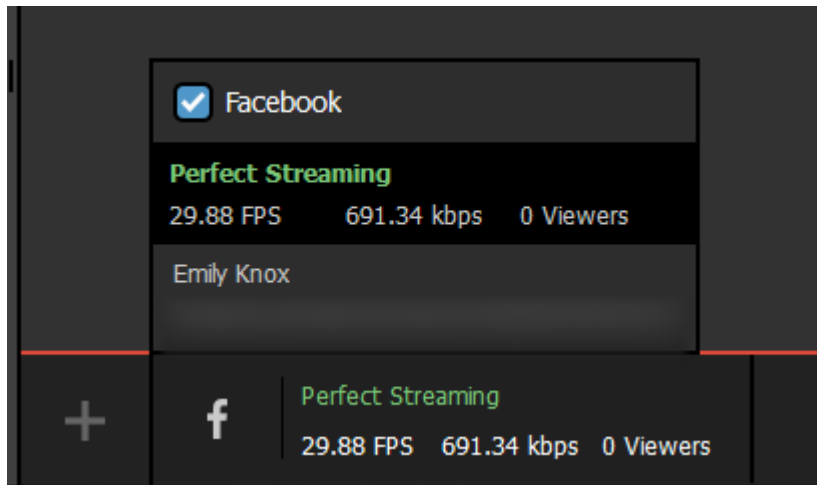 Facebook
Perfect Streaming
29.88 FPS 691.34 kbps 0 Viewers
Emily Knox
Perfect Streaming
29.88 FPS 691.34 kbps 0 Viewers